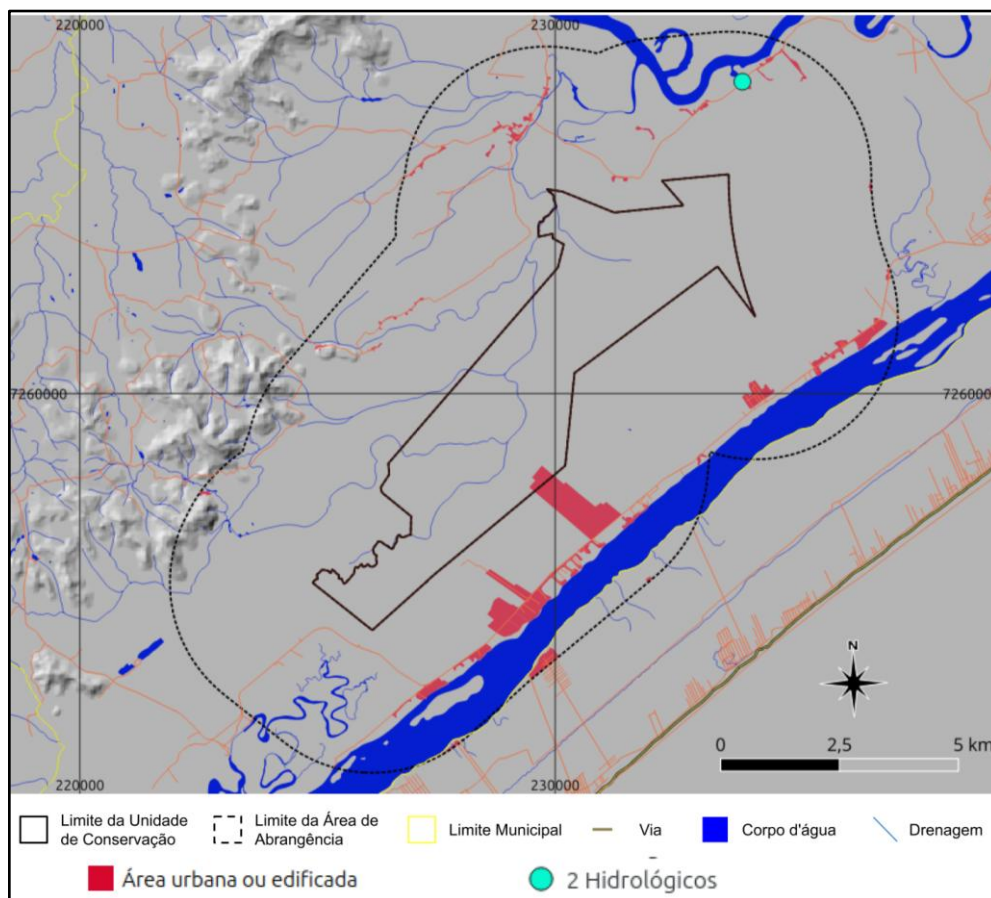 220000 230000
7260000 7260000
N
0 2,5 5 km
220000 230000
Limite da Unidade
de Conservação
Limite da Área de
Abrangência
Limite Municipal
Via
Corpo d'água
Drenagem
Área urbana ou edificada
2 Hidrológicos